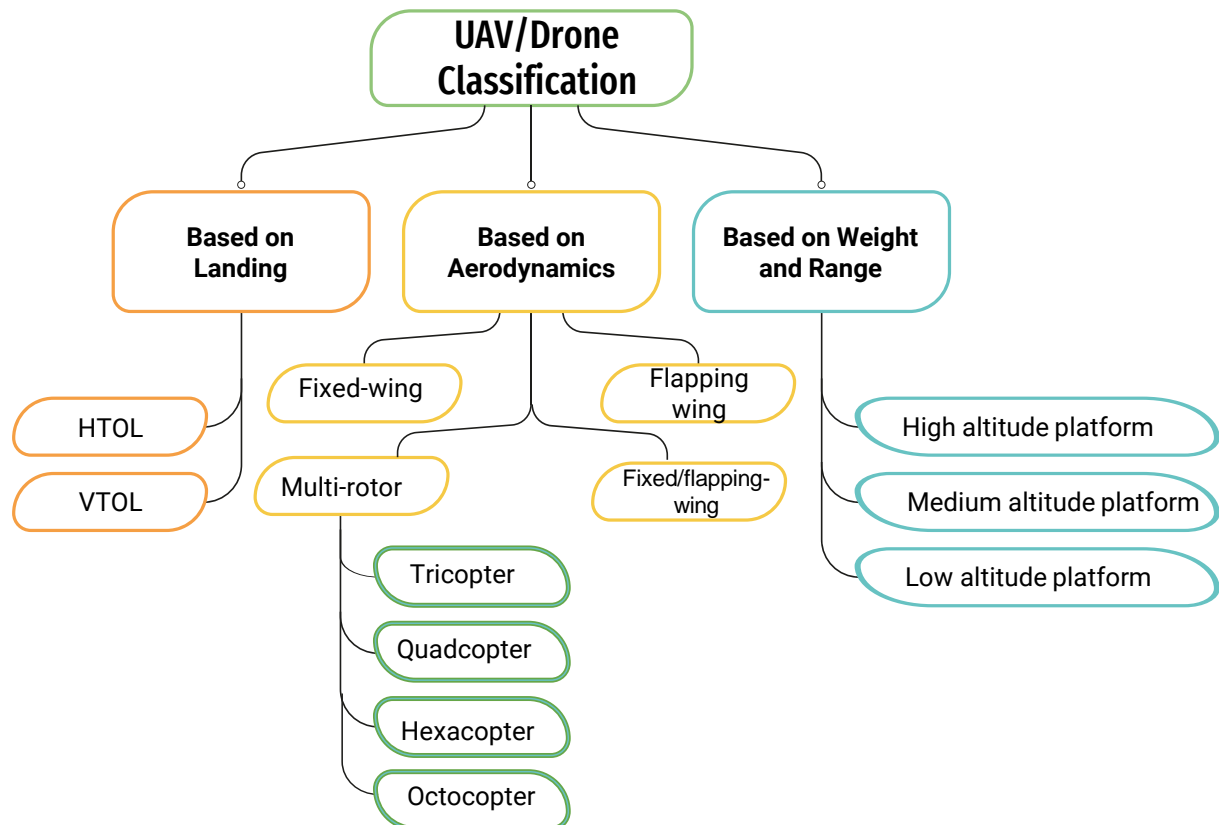 UAV/Drone
Classification
Based on
Landing
Based on
Aerodynamics
Based on Weight
and Range
HTOL
VTOL
Fixed-wing
Flapping
wing
Multi-rotor
Fixed/flapping-
wing
Tricopter
Quadcopter
Hexacopter
Octocopter
High altitude platform
Medium altitude platform
Low altitude platform